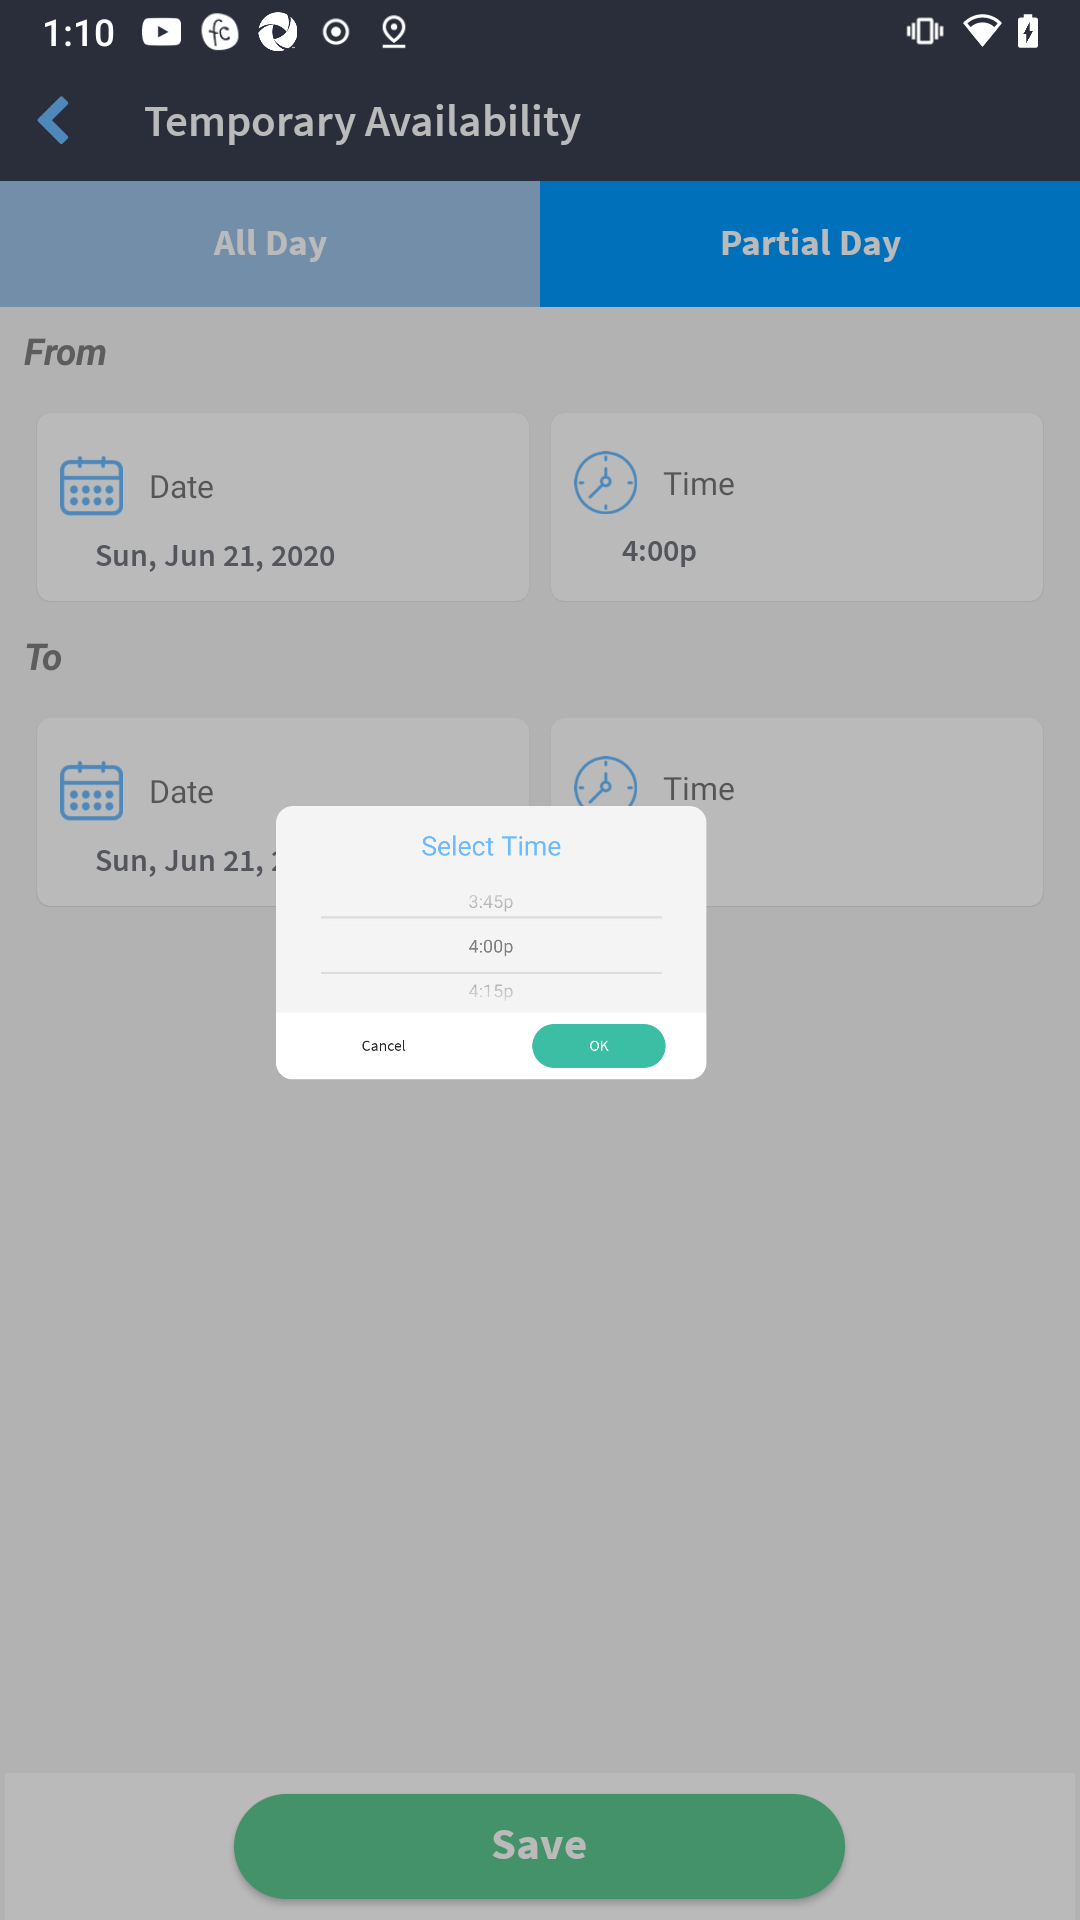 1:10
Temporary Availability
All Day
Partial Day
From
Date
Time
Sun, Jun 21, 2020
4:00p
To
Date
Time
Sun, Jun 21,
Select Time
3:45p
4:00p
4:15p
Cancel
OK
Save